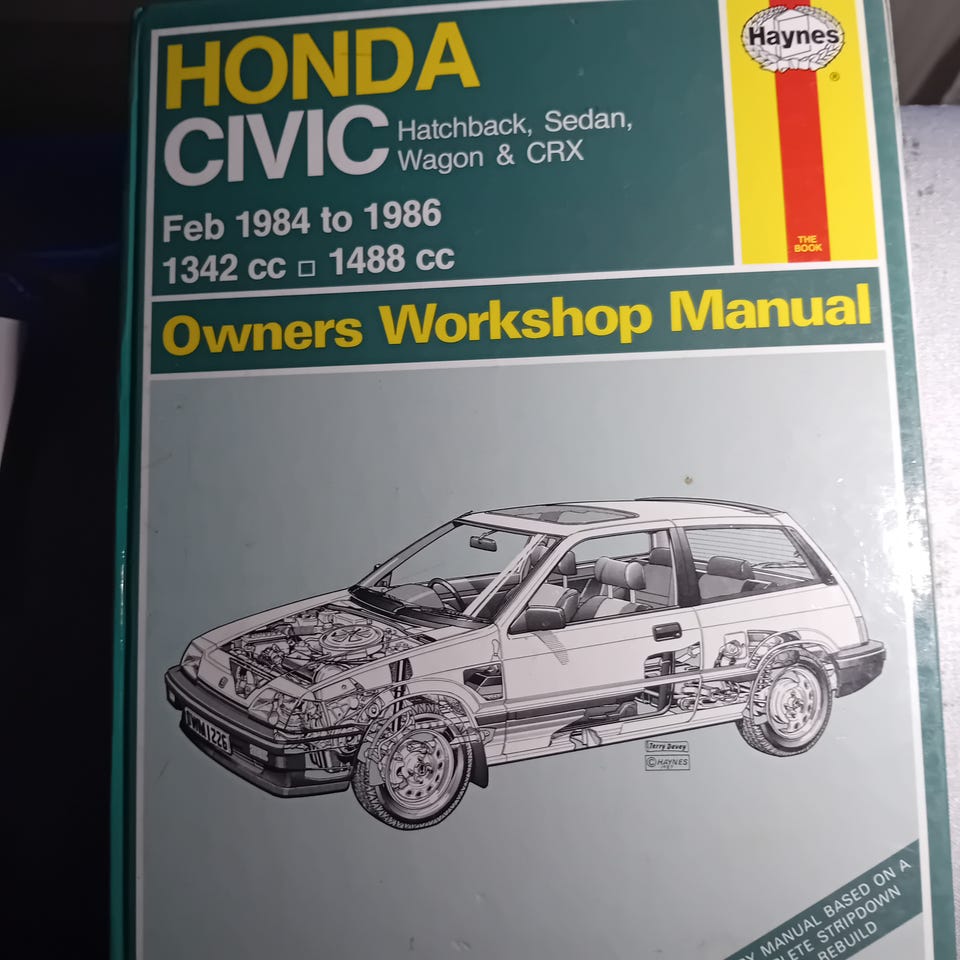 HONDA
CIVIC
Hatchback, Sedan,
Wagon & CRX
Feb 1984 to 1986
1342 cc □ 1488 cc
Haynes
®
THE
BOOK
Owners Workshop Manual
Terry Davey
© HAYNES
MANUAL BASED ON A
STRIPDOWN
REBUILD